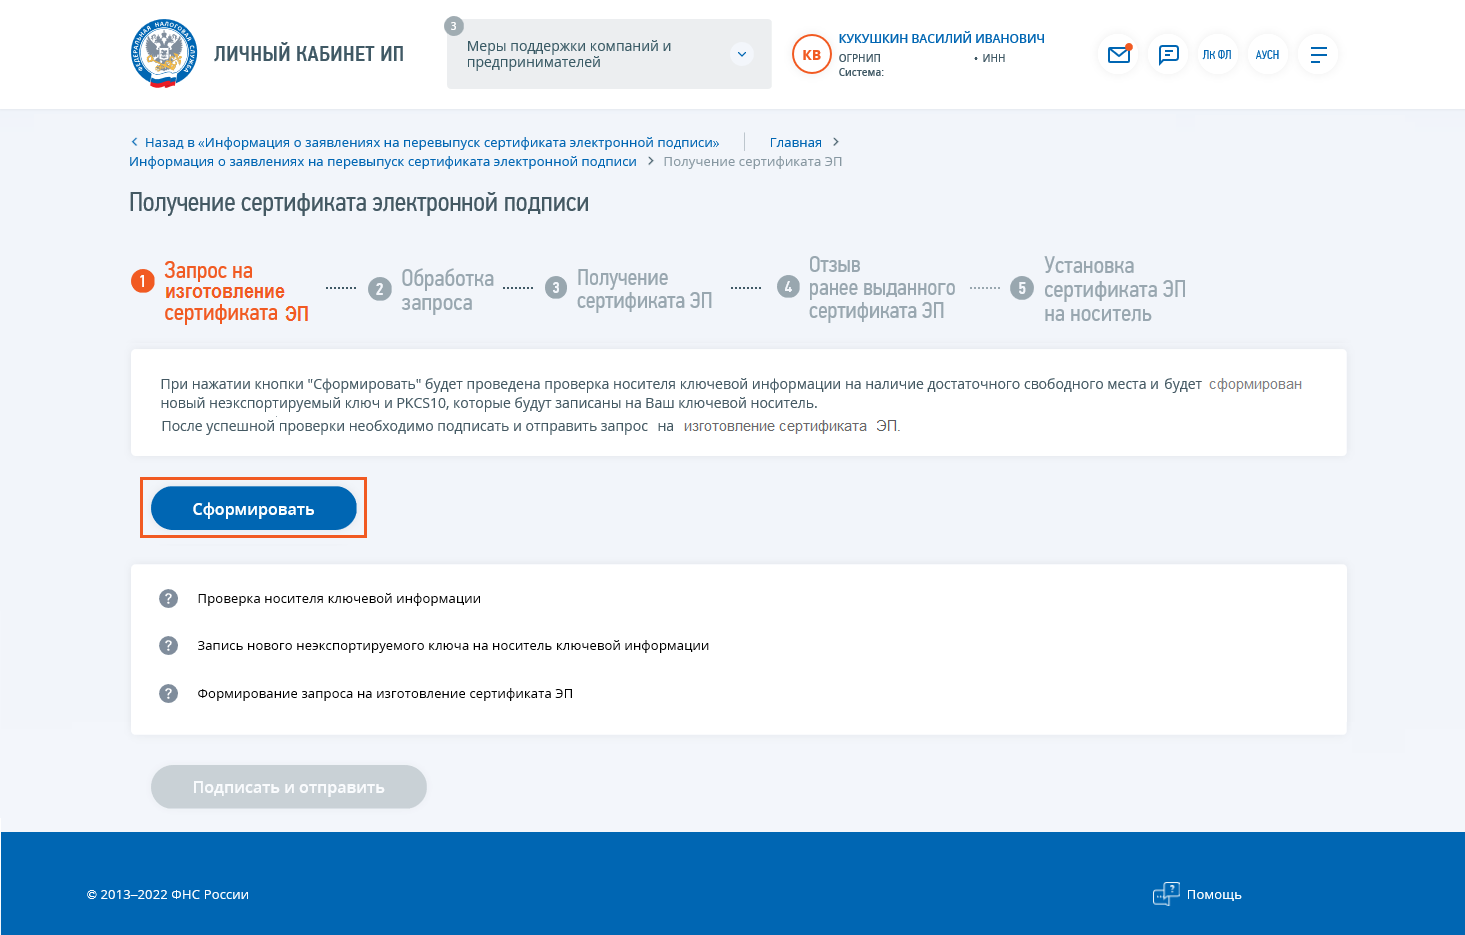 ФЕДЕРАЛЬНАЯ НАЛОГОВАЯ СЛУЖБА
ЛИЧНЫЙ КАБИНЕТ ИП
3
Меры поддержки компаний и
предпринимателей
КВ
КУКУШКИН ВАСИЛИЙ ИВАНОВИЧ
ОГРНИП • ИНН
Система:
Лк ФЛ
АУСН
Назад в «Информация о заявлениях на перевыпуск сертификата электронной подписи»
Главная
Информация о заявлениях на перевыпуск сертификата электронной подписи
Получение сертификата ЭП
Получение сертификата электронной подписи
1
Запрос на
изготовление
сертификата ЭП
2
Обработка
запроса
3
Получение
сертификата ЭП
4
Отзыв
ранее выданного
сертификата ЭП
5
Установка
сертификата ЭП
на носитель
При нажатии кнопки "Сформировать" будет проведена проверка носителя ключевой информации на наличие достаточного свободного места и будет сформирован
новый неэкспортируемый ключ и PKCS10, которые будут записаны на Ваш ключевой носитель.
После успешной проверки необходимо подписать и отправить запрос на изготовление сертификата ЭП.
Сформировать
? Проверка носителя ключевой информации
? Запись нового неэкспортируемого ключа на носитель ключевой информации
? Формирование запроса на изготовление сертификата ЭП
Подписать и отправить
© 2013–2022 ФНС России
Помощь